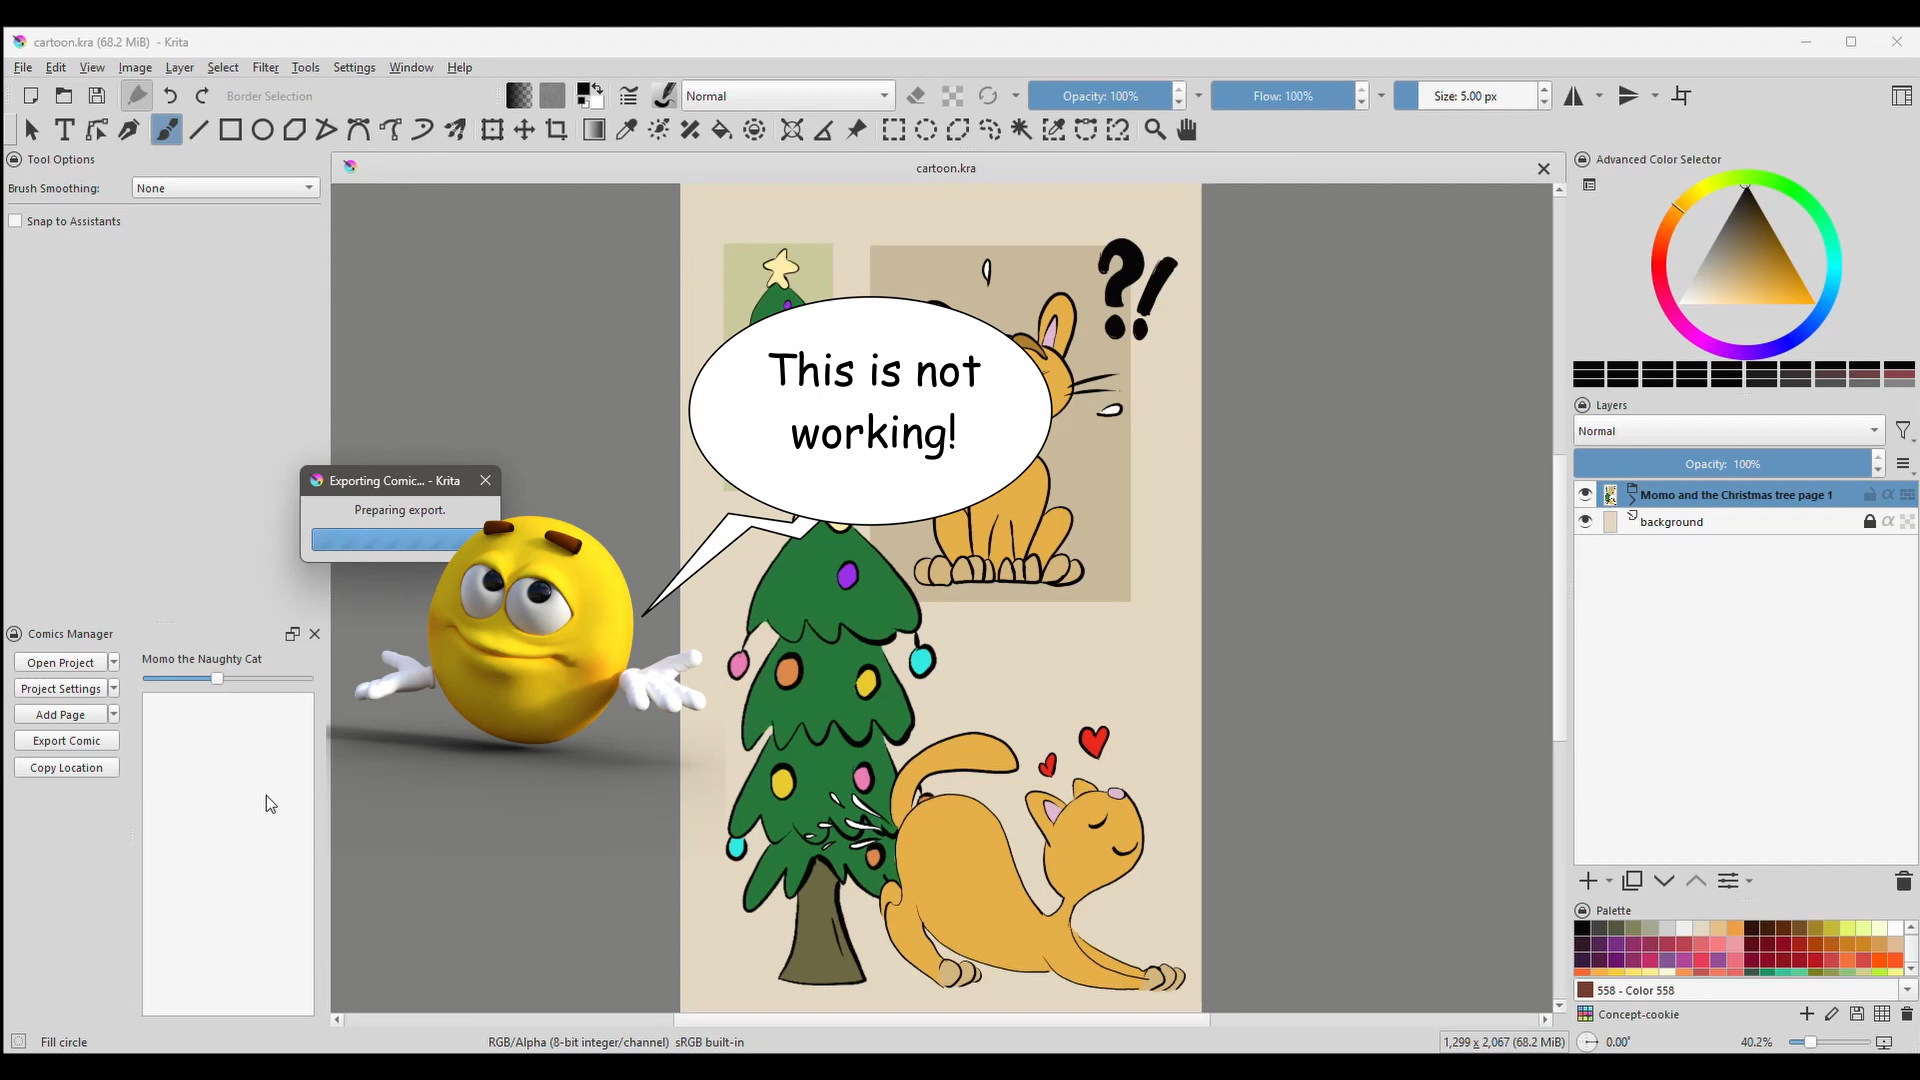 cartoon.kra (68.2 MiB) - Krita
File Edit View Image Layer Select Filter Tools Settings Window Help
Border Selection
Normal
Opacity: 100%
Flow: 100%
Size: 5.00 px
Tool Options
cartoon.kra
Advanced Color Selector
Brush Smoothing:
None
Snap to Assistants
?!
This is not
working!
Layers
Normal
Opacity: 100%
Exporting Comic... - Krita
Preparing export.
Momo and the Christmas tree page 1
background
Comics Manager
Open Project
Momo the Naughty Cat
Project Settings
Add Page
Export Comic
Copy Location
Palette
558 - Color 558
Concept-cookie
Fill circle
RGB/Alpha (8-bit integer/channel) sRGB built-in
1,299 x 2,067 (68.2 MiB)
0.00°
40.2%